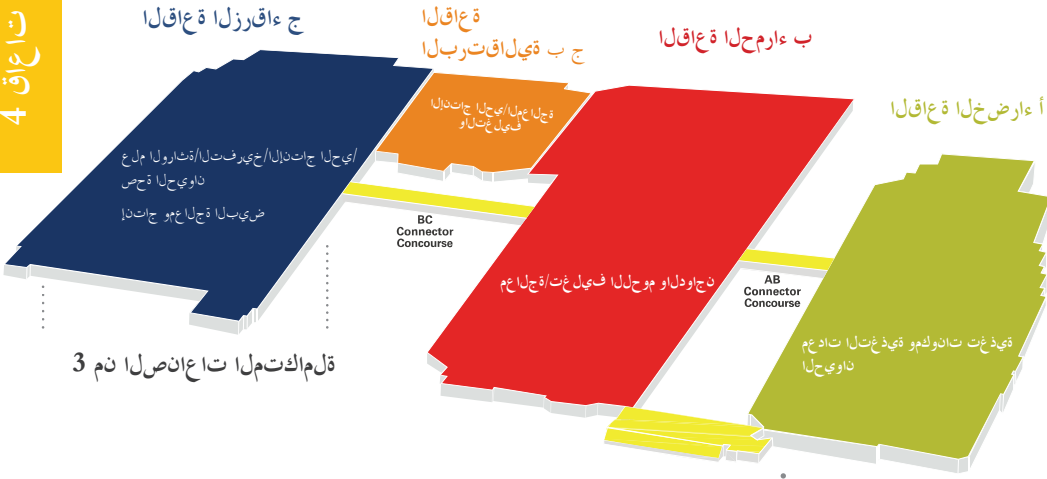 4 قاعات
القاعة الزرقاء ج
القاعة
البرتقالية ب ج
القاعة الحمراء ب
القاعة الخضراء أ
الإنتاج الحي/المعالجة
والتغليف
علم الوراثة/التفريخ/الإنتاج الحي/
صحة الحيوان
إنتاج ومعالجة البيض
BC
Connector
Concourse
معالجة/تغليف اللحوم والدواجن
AB
Connector
Concourse
معدات التغذية ومكونات تغذية
الحيوان
3 من الصناعات المتكاملة